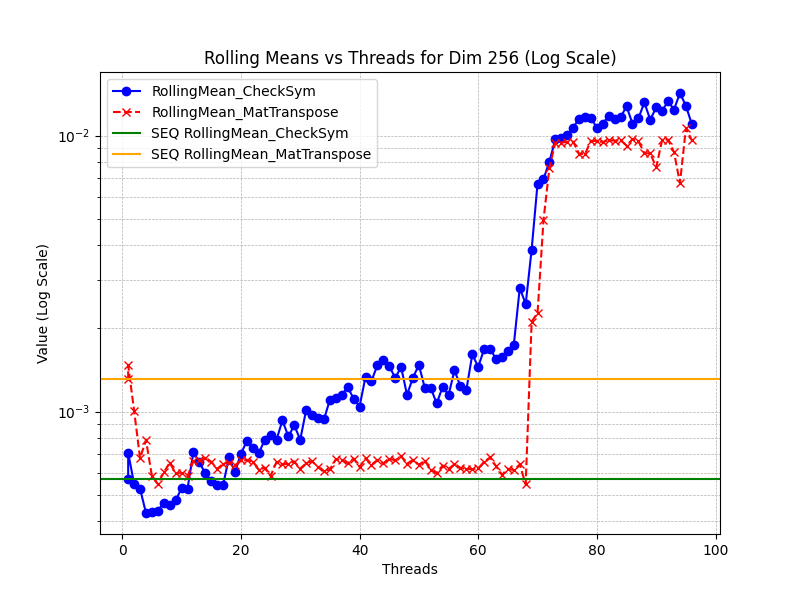 Rolling Means vs Threads for Dim 256 (Log Scale)
RollingMean_CheckSym
RollingMean_MatTranspose
SEQ RollingMean_CheckSym
SEQ RollingMean_MatTranspose
Value (Log Scale)
10⁻²
10⁻³
0 20 40 60 80 100
Threads